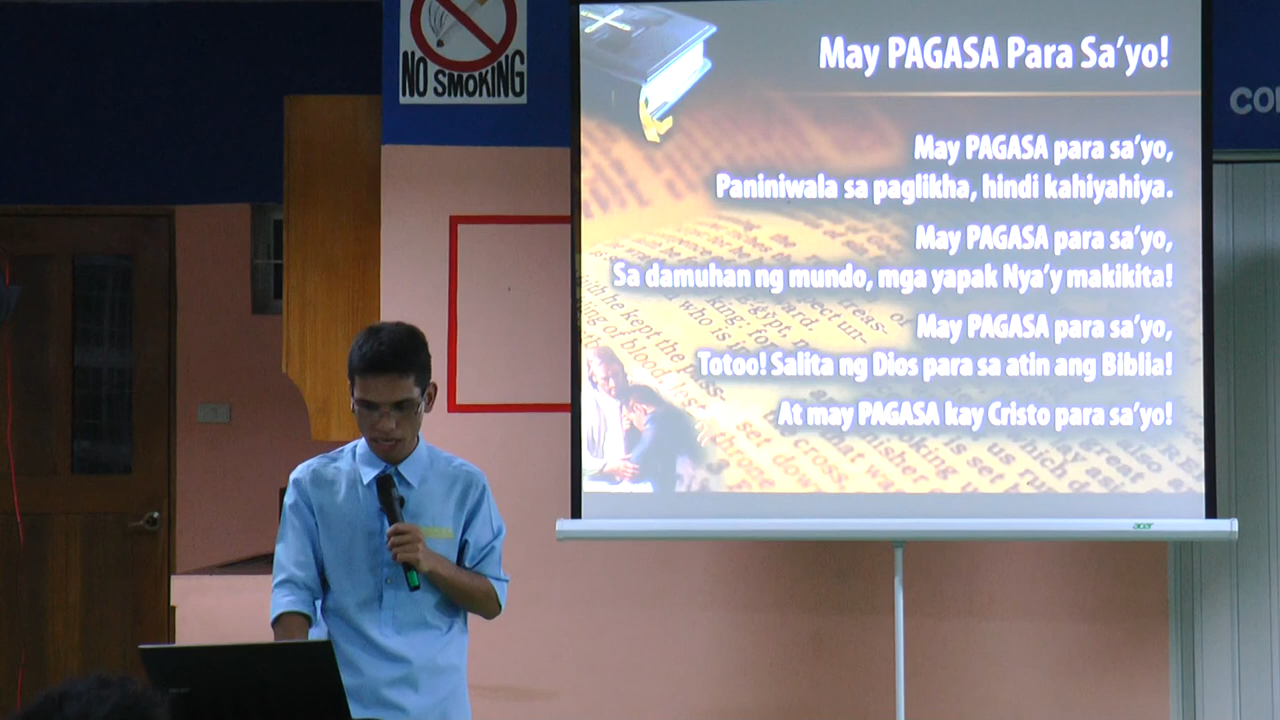 NO SMOKING
May PAGASA Para Sa'yo!
May PAGASA para sa'yo,
Paniniwala sa paglikha, hindi kahiyahiya.
May PAGASA para sa'yo,
Sa damuhan ng mundo, mga yapak Nya'y makikita!
May PAGASA para sa'yo,
Totoo! Salita ng Dios para sa atin ang Biblia!
At may PAGASA kay Cristo para sa'yo!
acer